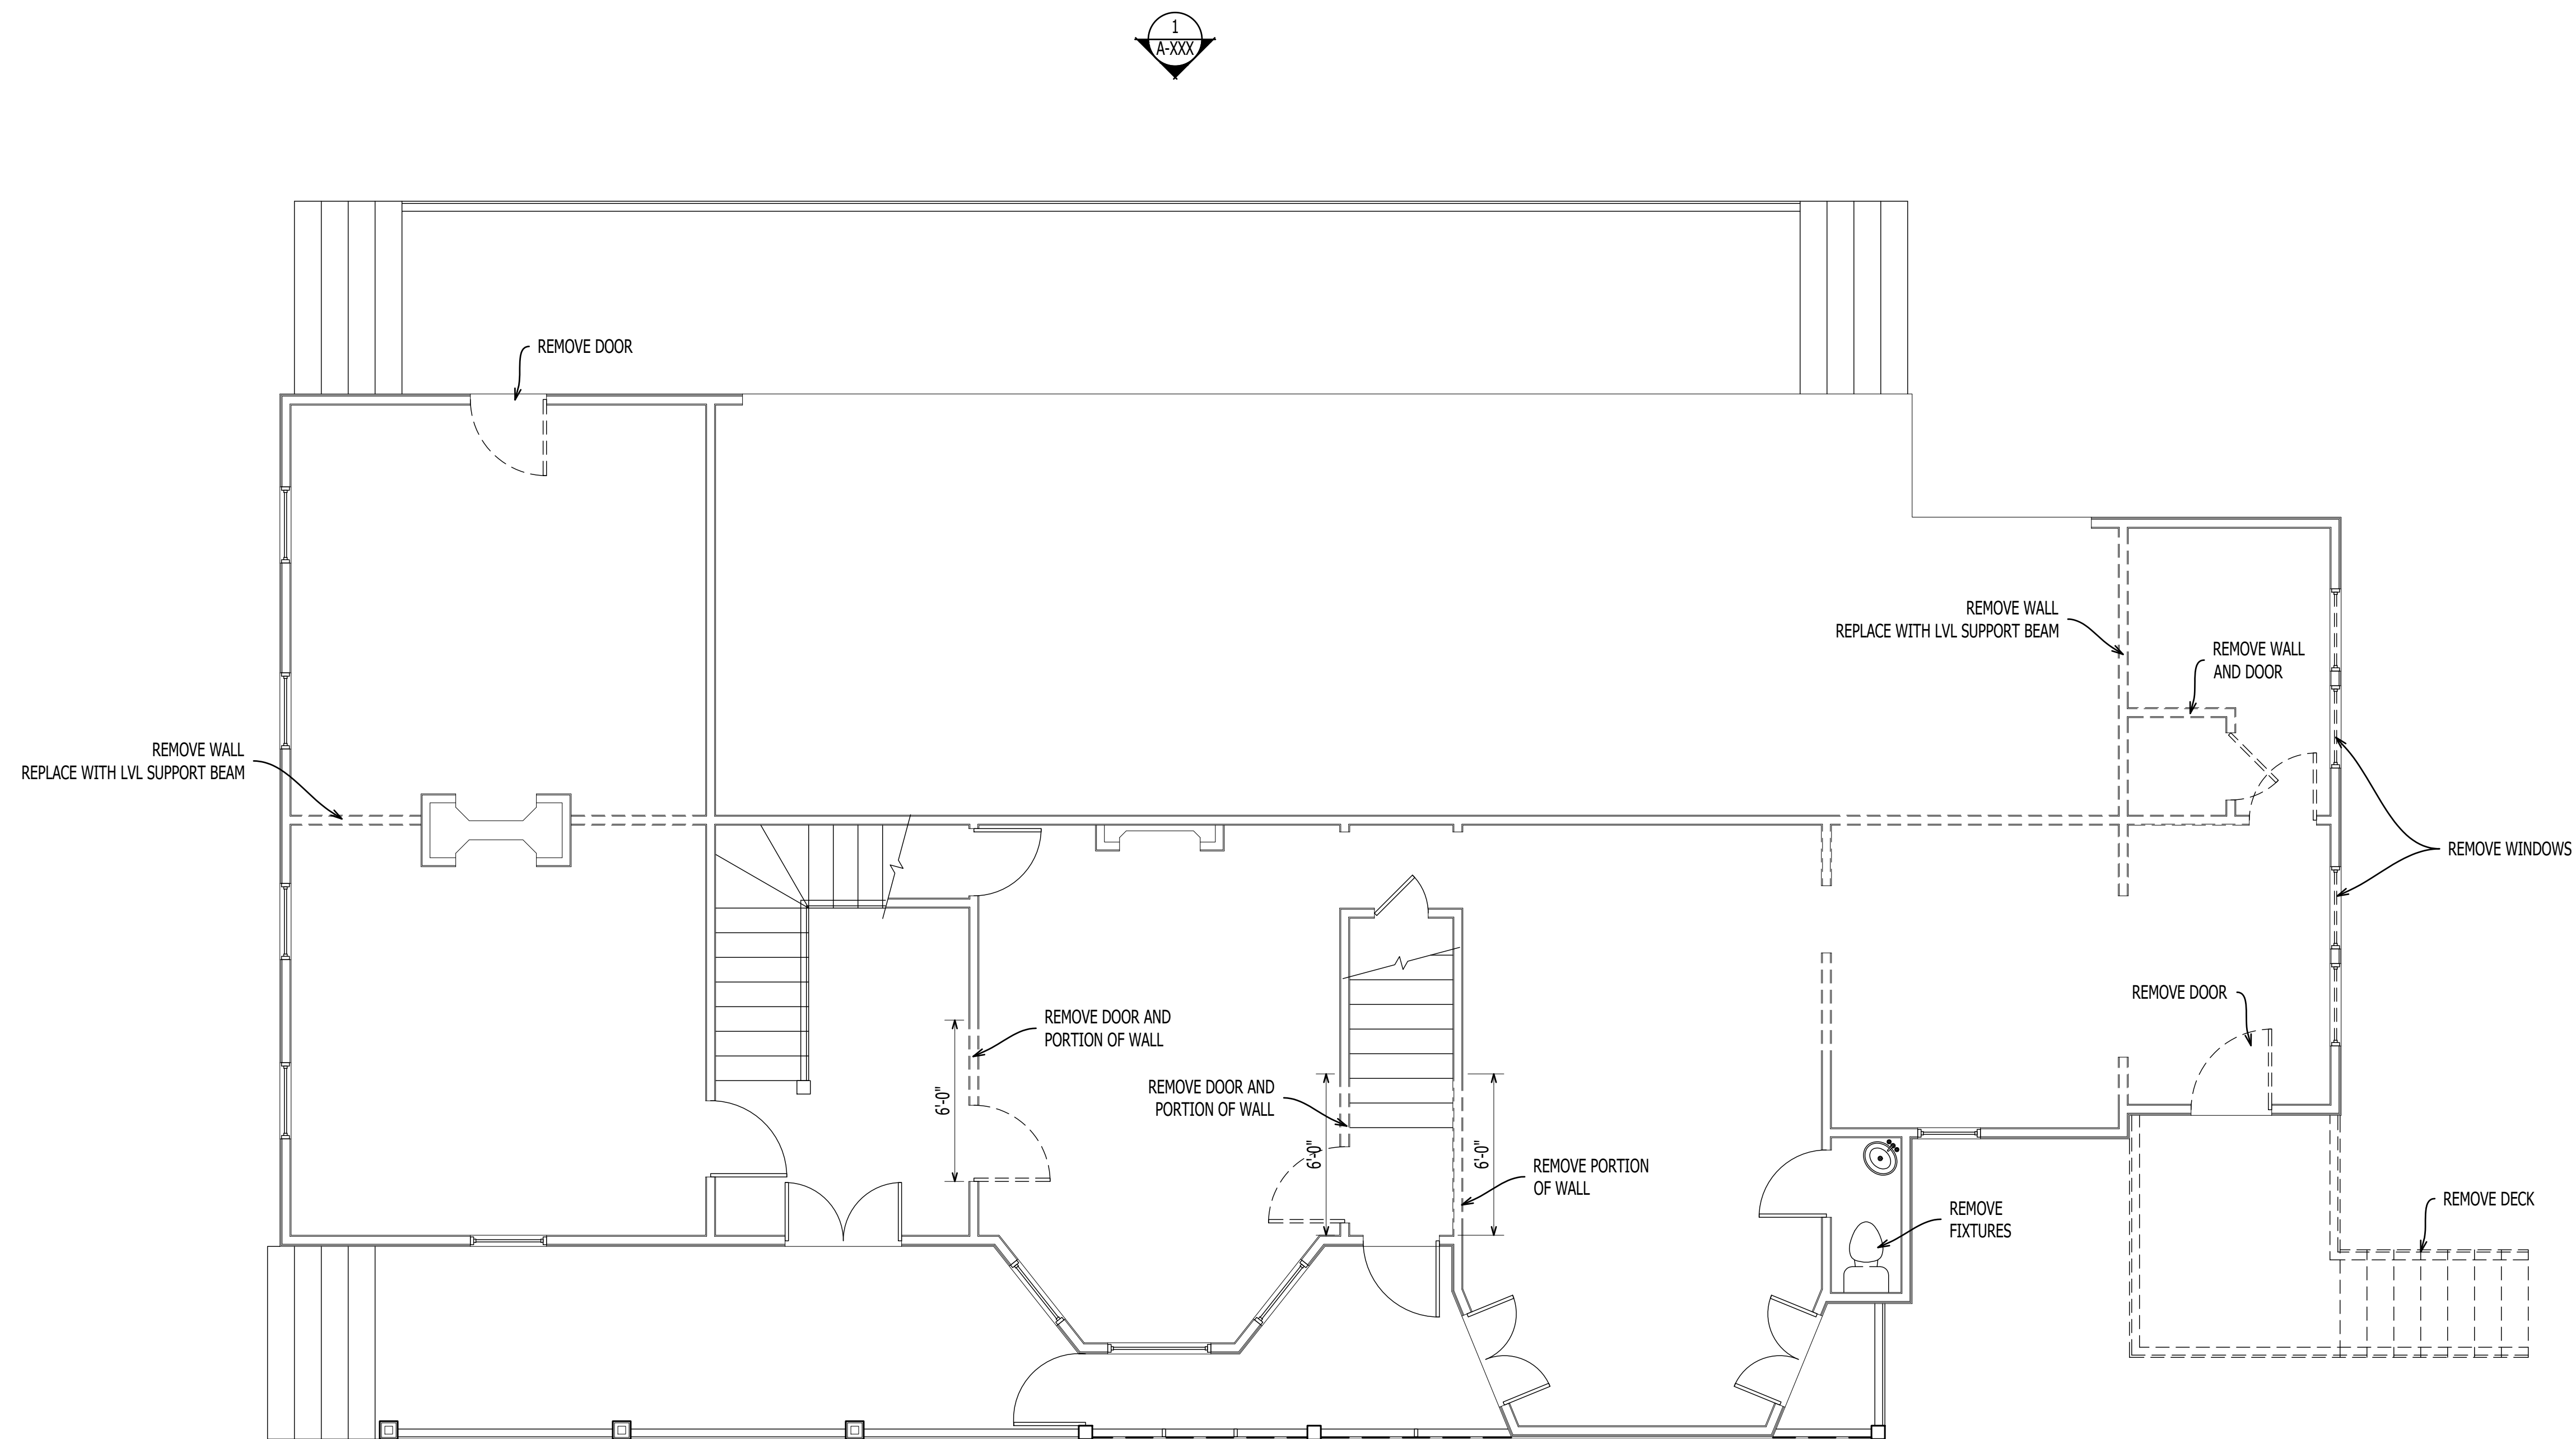 1
A-XXX
REMOVE DOOR
REMOVE WALL
REPLACE WITH LVL SUPPORT BEAM
REMOVE WALL
AND DOOR
REMOVE WALL
REPLACE WITH LVL SUPPORT BEAM
REMOVE WINDOWS
REMOVE DOOR
REMOVE DOOR AND
PORTION OF WALL
6'-0"
REMOVE DOOR AND
PORTION OF WALL
6'-0"
6'-0"
REMOVE PORTION
OF WALL
REMOVE
FIXTURES
REMOVE DECK